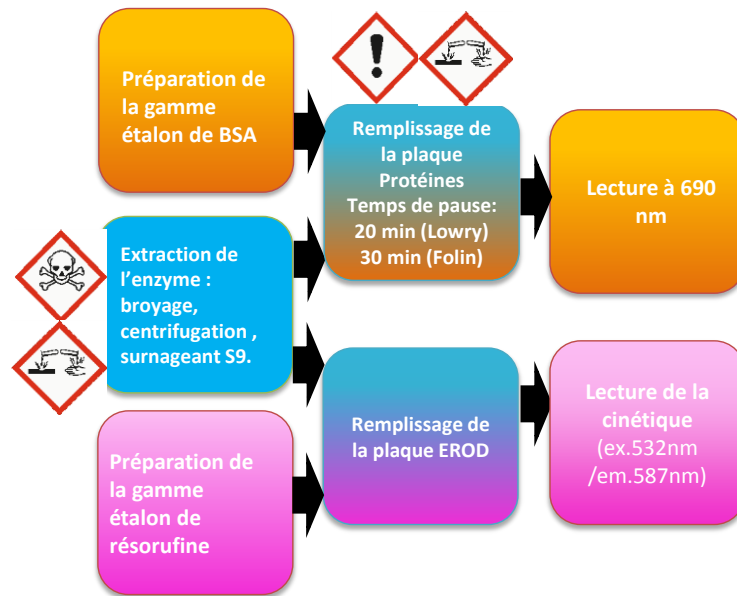 Préparation de
la gamme
étalon de BSA
Remplissage de
la plaque
Protéines
Temps de pause:
20 min (Lowry)
30 min (Folin)
Lecture à 690
nm
Extraction de
l'enzyme :
broyage,
centrifugation ,
surnageant S9.
Remplissage de
la plaque EROD
Lecture de la
cinétique
(ex.532nm
/em.587nm)
Préparation de
la gamme
étalon de
résorufine